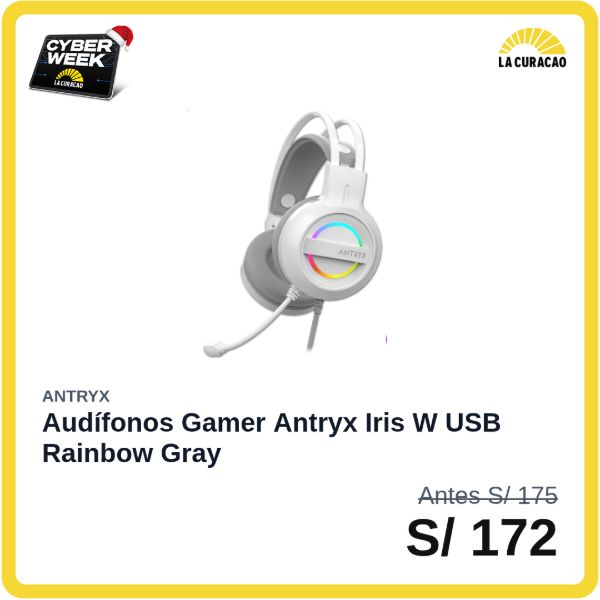 CYBER
WEEK
LA CURACAO
LA CURACAO
ANTRYX
ANTRYX
Audífonos Gamer Antryx Iris W USB
Rainbow Gray
Antes S/ 175
S/ 172